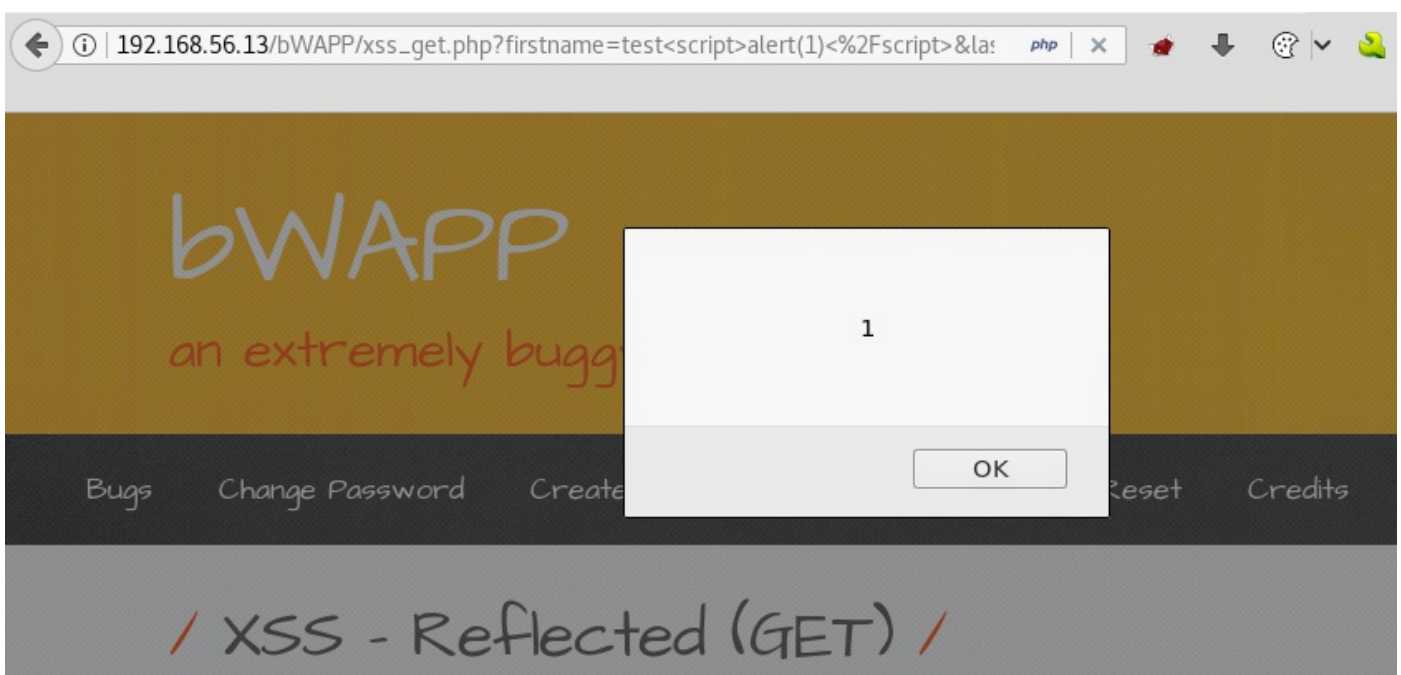 192.168.56.13/bWAPP/xss_get.php?firstname=test<script>alert(1)<%2Fscript>&las php
bWAPP
an extremely bugg
1
OK
Bugs Change Password Create Reset Credits
/ XSS - Reflected (GET) /